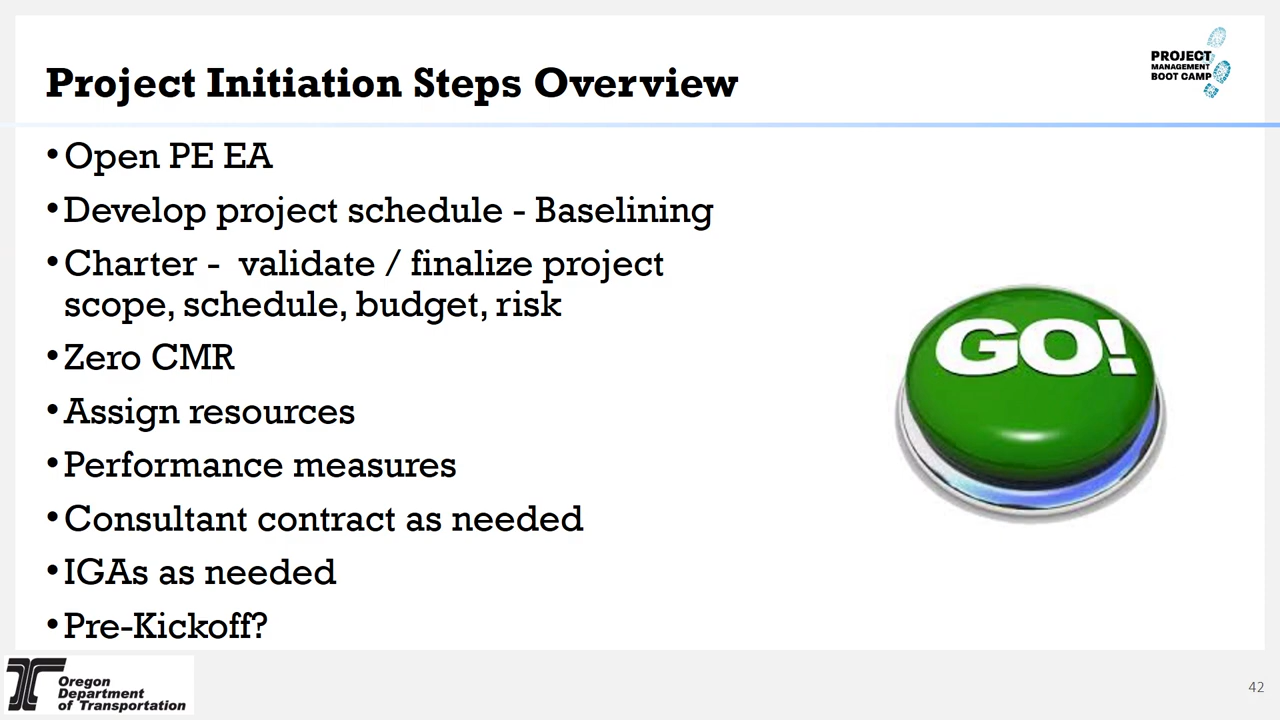 Project Initiation Steps Overview
PROJECT
MANAGEMENT
BOOT CAMP
•Open PE EA
•Develop project schedule - Baselining
•Charter -  validate / finalize project
scope, schedule, budget, risk
•Zero CMR
•Assign resources
•Performance measures
•Consultant contract as needed
•IGAs as needed
•Pre-Kickoff?
GO!
Oregon
Department
of Transportation
42